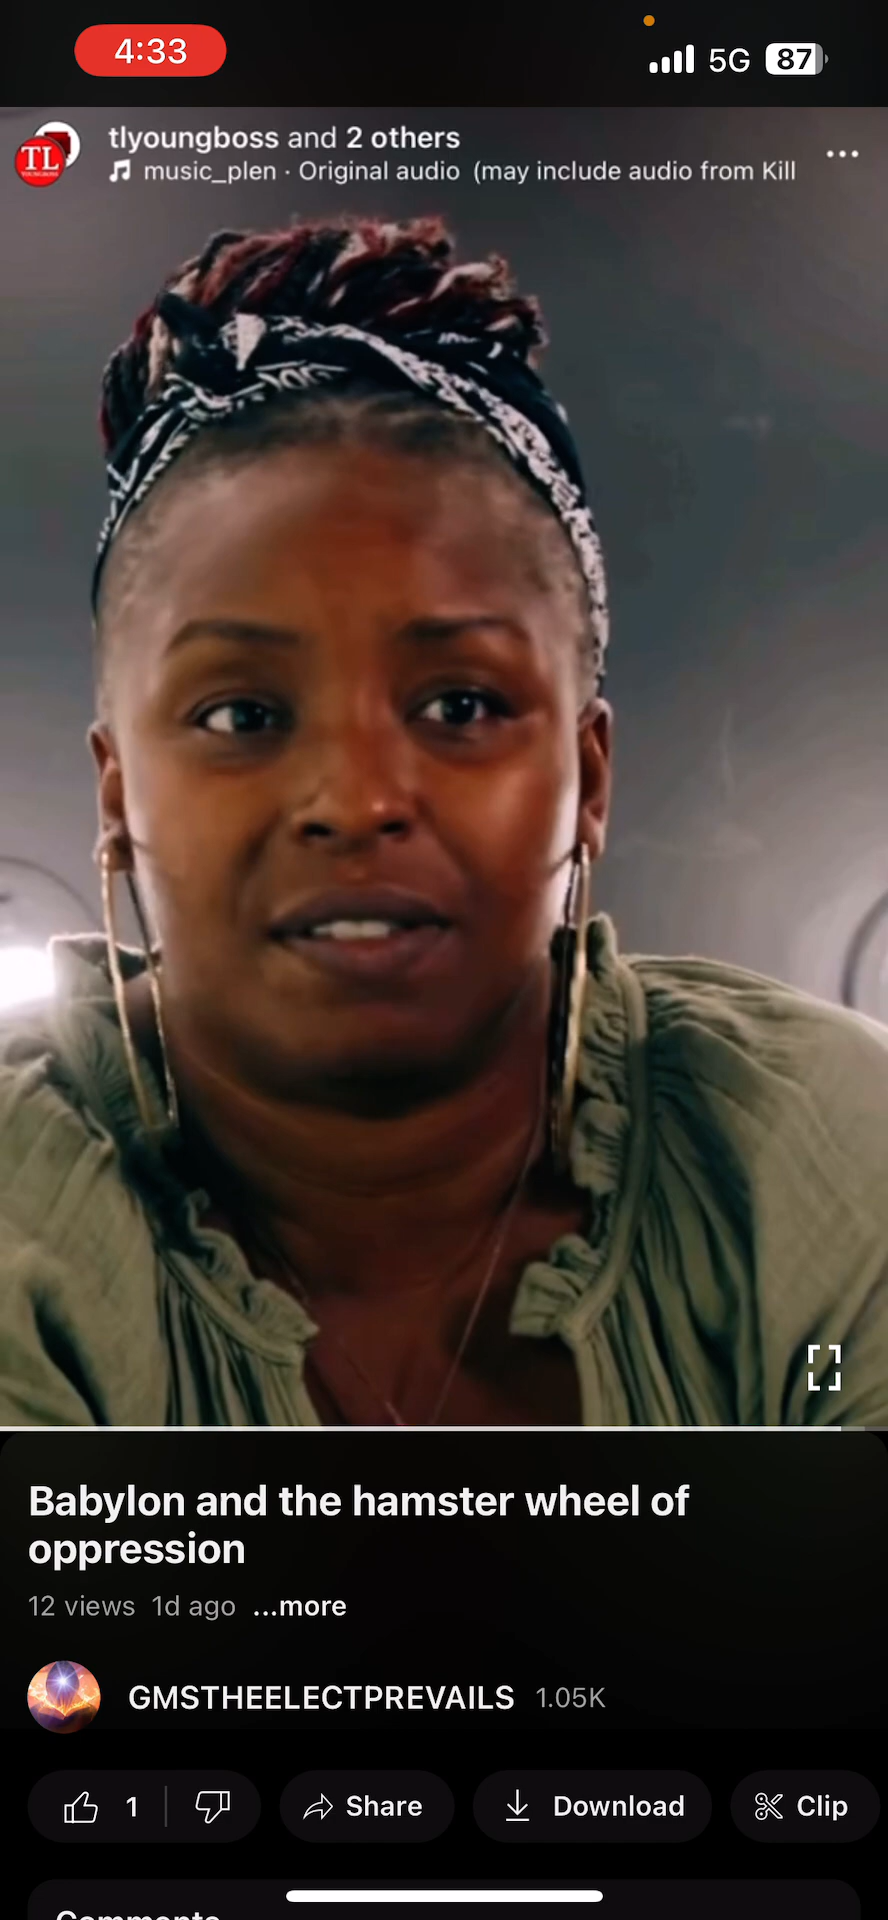 4:33
5G 87
tlyoungboss and 2 others
music_plen · Original audio (may include audio from Kill
TL
Babylon and the hamster wheel of
oppression
12 views 1d ago ...more
GMSTHEELECTPREVAILS 1.05K
1 Share Download Clip
Comments